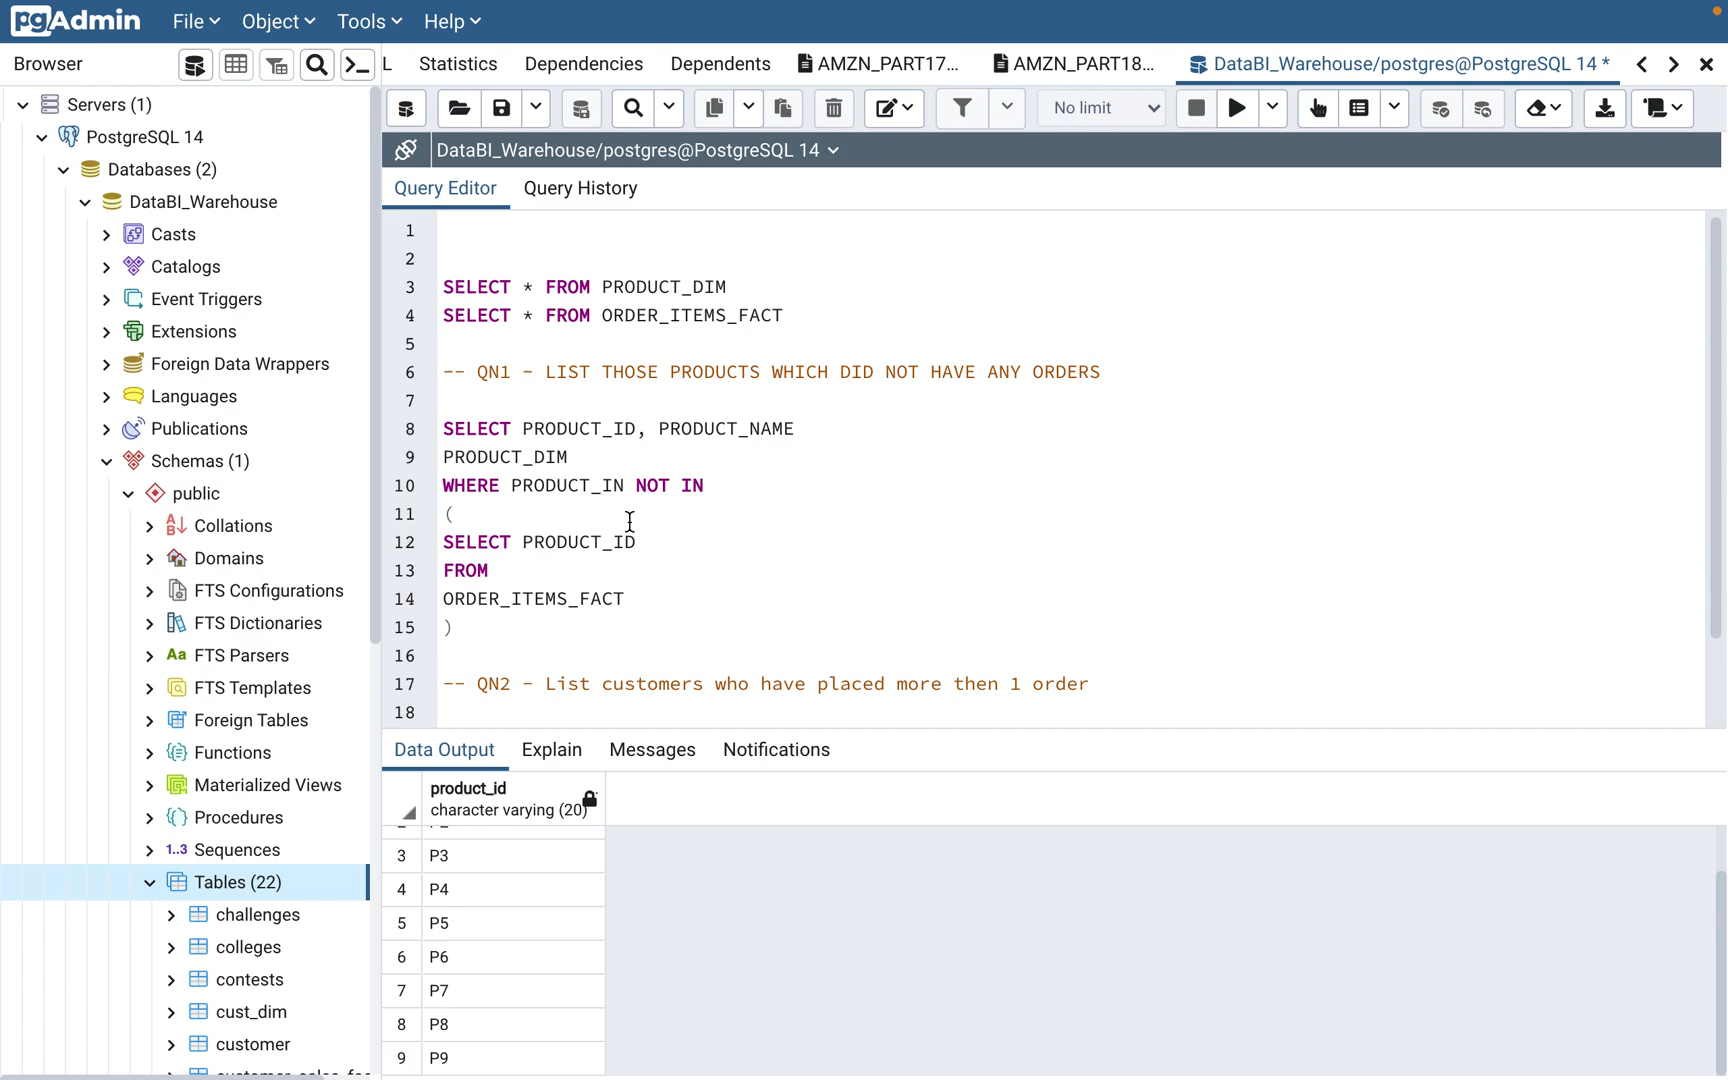 pgAdmin File Object Tools Help
Browser
L Statistics Dependencies Dependents AMZN_PART17... AMZN_PART18... DataBI_Warehouse/postgres@PostgreSQL 14 *
No limit
DataBI_Warehouse/postgres@PostgreSQL 14
Query Editor Query History
Servers (1)
PostgreSQL 14
Databases (2)
DataBI_Warehouse
Casts
Catalogs
Event Triggers
Extensions
Foreign Data Wrappers
Languages
Publications
Schemas (1)
public
Collations
Domains
FTS Configurations
FTS Dictionaries
Aa FTS Parsers
FTS Templates
Foreign Tables
Functions
Materialized Views
Procedures
1..3 Sequences
Tables (22)
challenges
colleges
contests
cust_dim
customer
1
2
3 SELECT * FROM PRODUCT_DIM
4 SELECT * FROM ORDER_ITEMS_FACT
5
6 -- QN1 - LIST THOSE PRODUCTS WHICH DID NOT HAVE ANY ORDERS
7
8 SELECT PRODUCT_ID, PRODUCT_NAME
9 PRODUCT_DIM
10 WHERE PRODUCT_IN NOT IN
11 (
12 SELECT PRODUCT_ID
13 FROM
14 ORDER_ITEMS_FACT
15 )
16
17 -- QN2 - List customers who have placed more then 1 order
18
Data Output Explain Messages Notifications
product_id
character varying (20)
3 P3
4 P4
5 P5
6 P6
7 P7
8 P8
9 P9